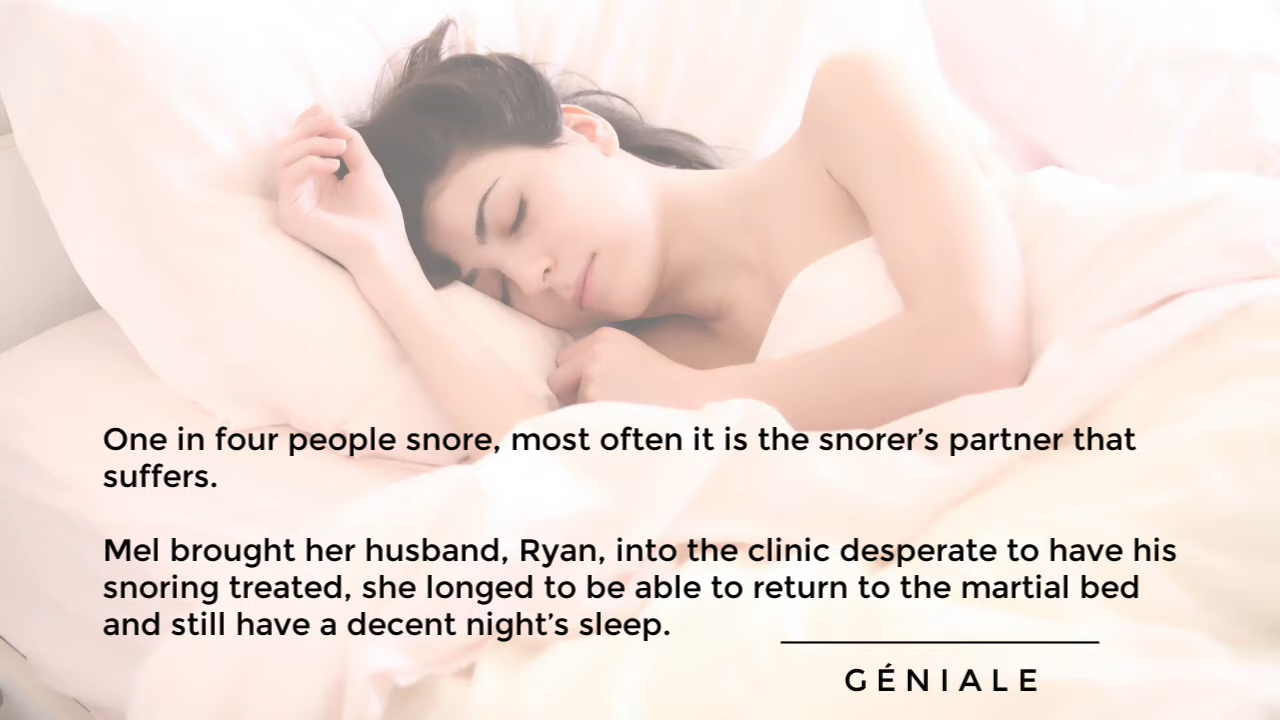 One in four people snore, most often it is the snorer’s partner that
suffers.
Mel brought her husband, Ryan, into the clinic desperate to have his
snoring treated, she longed to be able to return to the martial bed
and still have a decent night’s sleep.
GÉNIALE